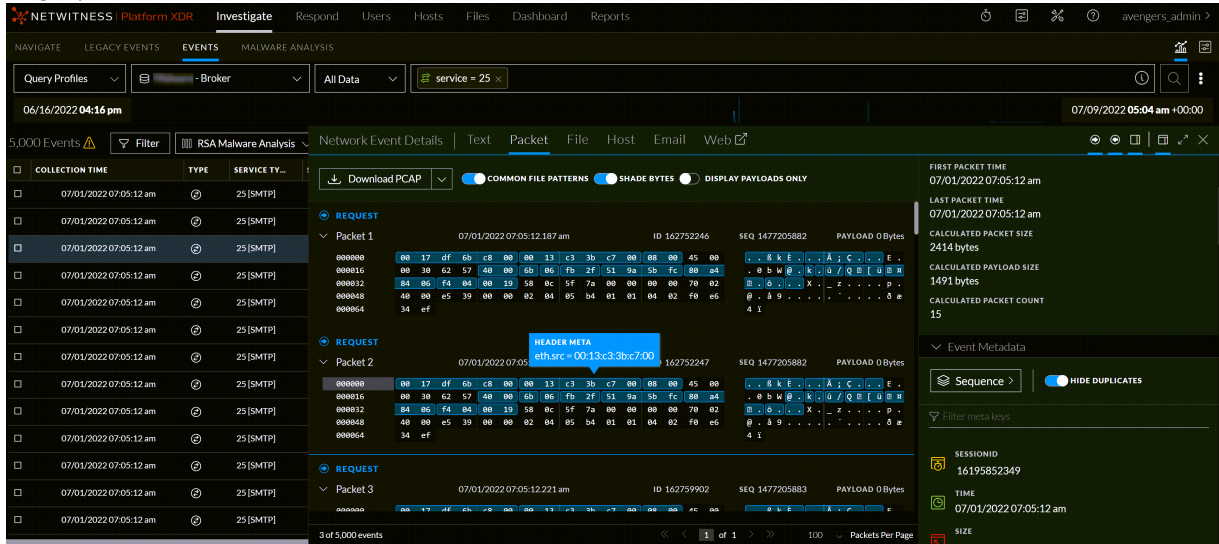 NETWITNESS | Platform XDR Investigate Respond Users Hosts Files Dashboard Reports avengers_admin >
NAVIGATE LEGACY EVENTS EVENTS MALWARE ANALYSIS
Query Profiles - Broker All Data service = 25 ×
06/16/2022 04:16 pm 07/09/2022 05:04 am +00:00
5,000 Events Filter RSA Malware Analysis Network Event Details Text Packet File Host Email Web
COLLECTION TIME TYPE SERVICE TY...
Download PCAP COMMON FILE PATTERNS SHADE BYTES DISPLAY PAYLOADS ONLY
07/01/2022 07:05:12 am 25 [SMTP]
07/01/2022 07:05:12 am 25 [SMTP]
07/01/2022 07:05:12 am 25 [SMTP]
07/01/2022 07:05:12 am 25 [SMTP]
07/01/2022 07:05:12 am 25 [SMTP]
07/01/2022 07:05:12 am 25 [SMTP]
07/01/2022 07:05:12 am 25 [SMTP]
07/01/2022 07:05:12 am 25 [SMTP]
07/01/2022 07:05:12 am 25 [SMTP]
07/01/2022 07:05:12 am 25 [SMTP]
07/01/2022 07:05:12 am 25 [SMTP]
07/01/2022 07:05:12 am 25 [SMTP]
07/01/2022 07:05:12 am 25 [SMTP]
REQUEST
Packet 1 07/01/2022 07:05:12.187 am ID 162752246 SEQ 1477205882 PAYLOAD 0 Bytes
000000 00 17 df 6b c8 00 00 13 c3 3b c7 00 08 00 45 00
000016 00 30 62 57 40 00 6b 06 fb 2f 51 9a 5b fc 80 a4
000032 84 06 f4 04 00 19 58 0c 5f 7a 00 00 00 00 70 02
000048 40 00 e5 39 00 00 02 04 05 b4 01 01 04 02 f0 e6
000064 34 ef
REQUEST
HEADER META
eth.src = 00:13:c3:3b:c7:00
Packet 2 07/01/2022 07:05: 162752247 SEQ 1477205882 PAYLOAD 0 Bytes
000000 00 17 df 6b c8 00 00 13 c3 3b c7 00 08 00 45 00
000016 00 30 62 57 40 00 6b 06 fb 2f 51 9a 5b fc 80 a4
000032 84 06 f4 04 00 19 58 0c 5f 7a 00 00 00 00 70 02
000048 40 00 e5 39 00 00 02 04 05 b4 01 01 04 02 f0 e6
000064 34 ef
REQUEST
Packet 3 07/01/2022 07:05:12.221 am ID 162759902 SEQ 1477205883 PAYLOAD 0 Bytes
000000 00 17 df 6b c8 00 00 13 c3 3b c7 00 08 00 45 00
3 of 5,000 events 1 of 1 100 Packets Per Page
FIRST PACKET TIME
07/01/2022 07:05:12 am
LAST PACKET TIME
07/01/2022 07:05:12 am
CALCULATED PACKET SIZE
2414 bytes
CALCULATED PAYLOAD SIZE
1491 bytes
CALCULATED PACKET COUNT
15
Event Metadata
Sequence > HIDE DUPLICATES
Filter meta keys
SESSIONID
16195852349
TIME
07/01/2022 07:05:12 am
SIZE